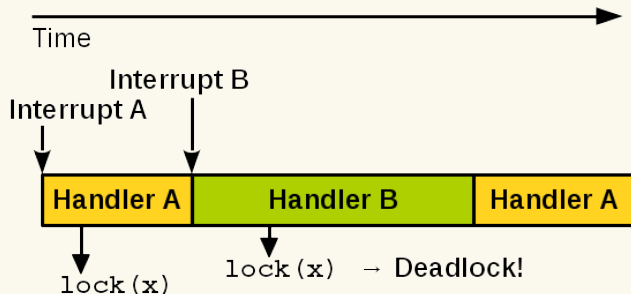 Time
Interrupt B
Interrupt A
Handler A Handler B Handler A
lock(x) → Deadlock!
lock(x)